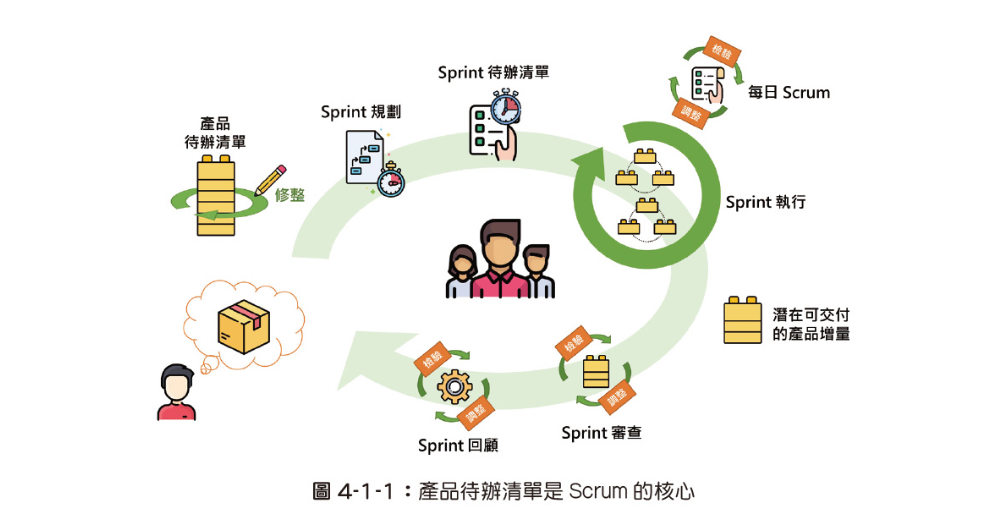 檢驗
調整
每日 Scrum
Sprint 待辦清單
Sprint 規劃
產品
待辦清單
修整
Sprint 執行
潛在可交付
的產品增量
檢驗
調整
Sprint 審查
檢驗
調整
Sprint 回顧
圖 4-1-1：產品待辦清單是 Scrum 的核心